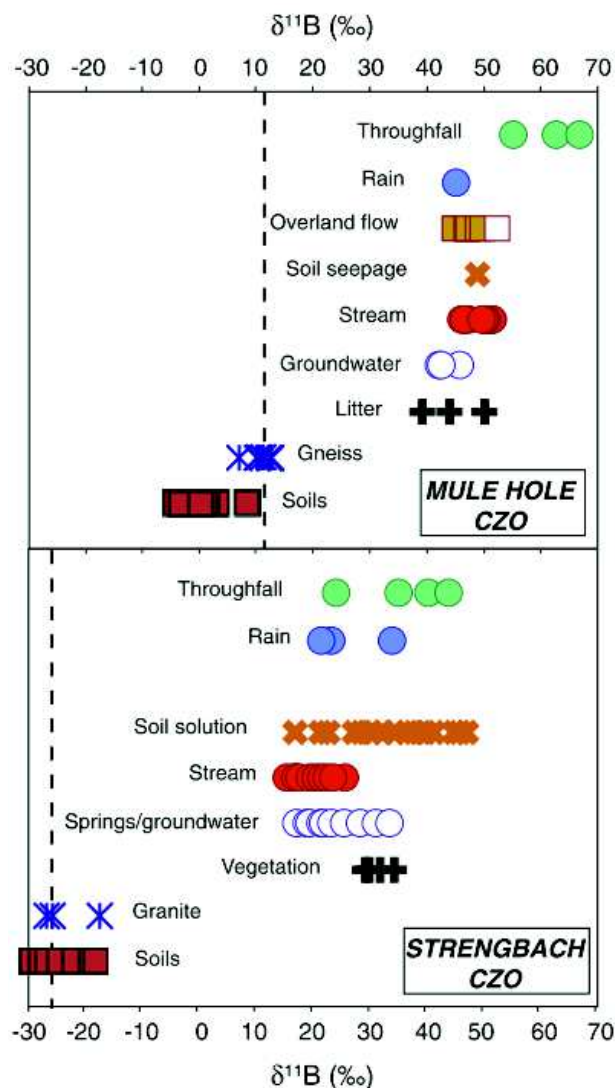 δ¹¹B (‰)
-30 -20 -10 0 10 20 30 40 50 60 70
Throughfall
Rain
Overland flow
Soil seepage
Stream
Groundwater
Litter
Gneiss
Soils
MULE HOLE
CZO
Throughfall
Rain
Soil solution
Stream
Springs/groundwater
Vegetation
Granite
Soils
STRENGBACH
CZO
-30 -20 -10 0 10 20 30 40 50 60 70
δ¹¹B (‰)